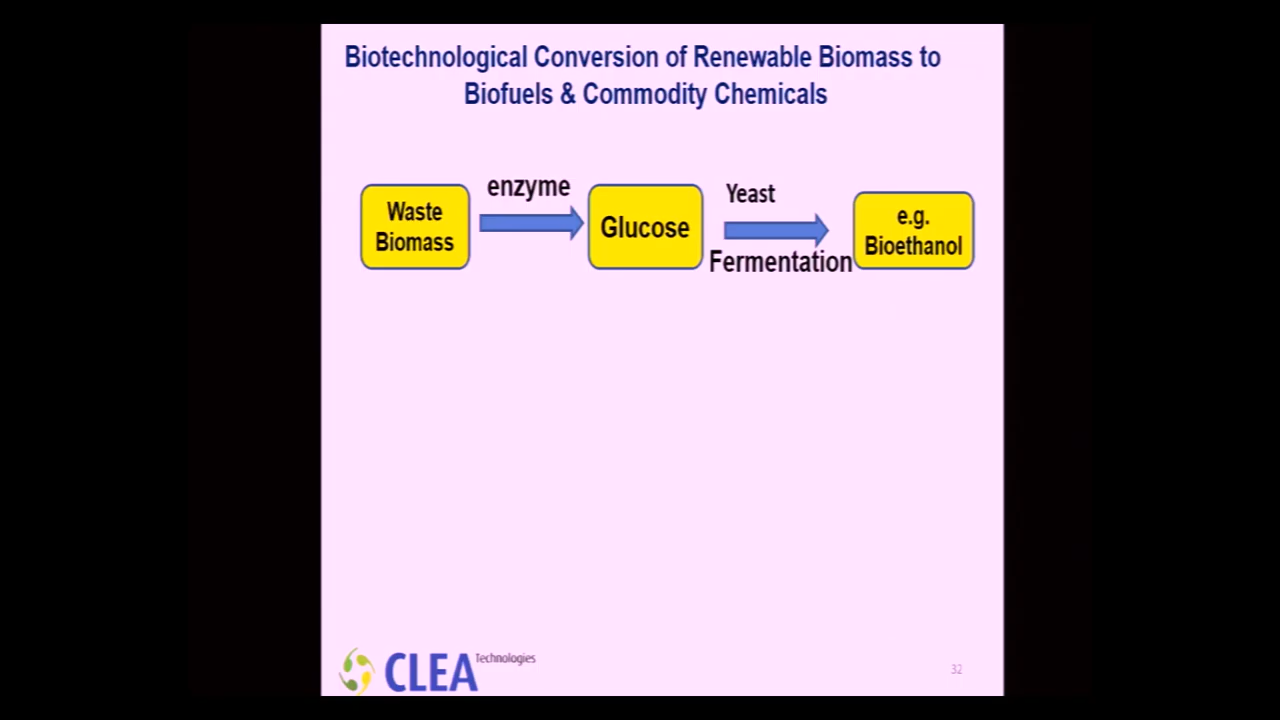 Biotechnological Conversion of Renewable Biomass to
Biofuels & Commodity Chemicals
Waste
Biomass
enzyme
Glucose
Yeast
Fermentation
e.g.
Bioethanol
CLEA Technologies
32